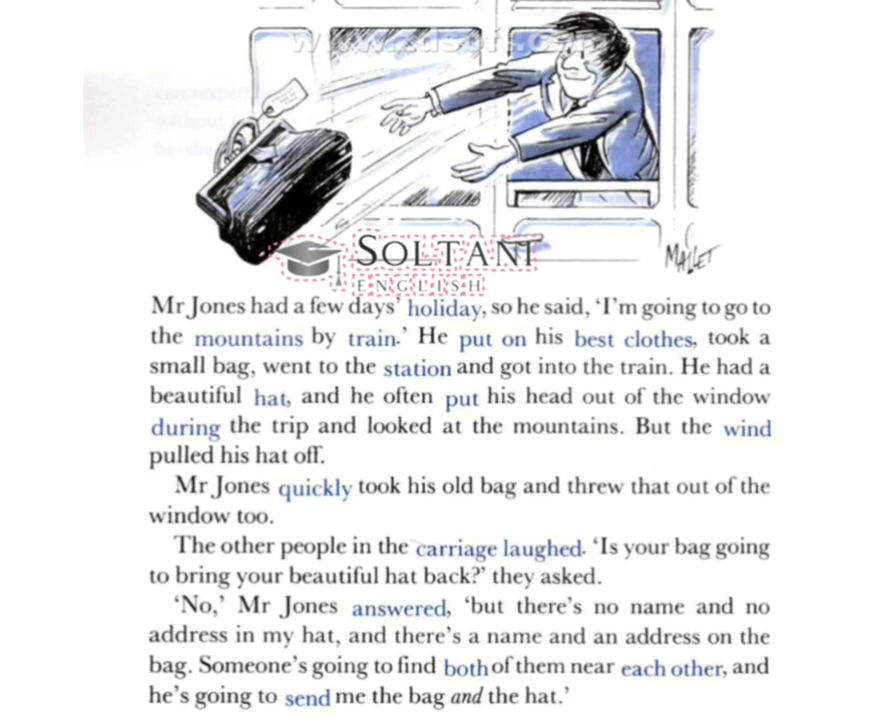 MALLET
SOLTANI
ENGLISH
Mr Jones had a few days' holiday, so he said, 'I'm going to go to
the mountains by train.' He put on his best clothes, took a
small bag, went to the station and got into the train. He had a
beautiful hat, and he often put his head out of the window
during the trip and looked at the mountains. But the wind
pulled his hat off.
Mr Jones quickly took his old bag and threw that out of the
window too.
The other people in the carriage laughed. 'Is your bag going
to bring your beautiful hat back?' they asked.
'No,' Mr Jones answered, 'but there's no name and no
address in my hat, and there's a name and an address on the
bag. Someone's going to find both of them near each other, and
he's going to send me the bag and the hat.'